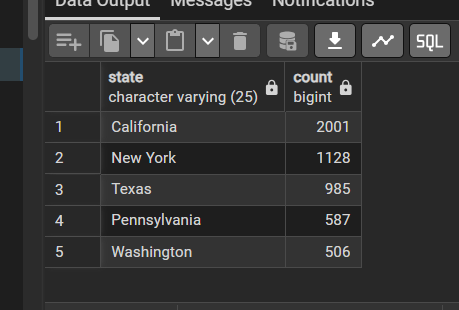 Data Output Messages Notifications
SQL
state count
character varying (25) bigint
1 California 2001
2 New York 1128
3 Texas 985
4 Pennsylvania 587
5 Washington 506